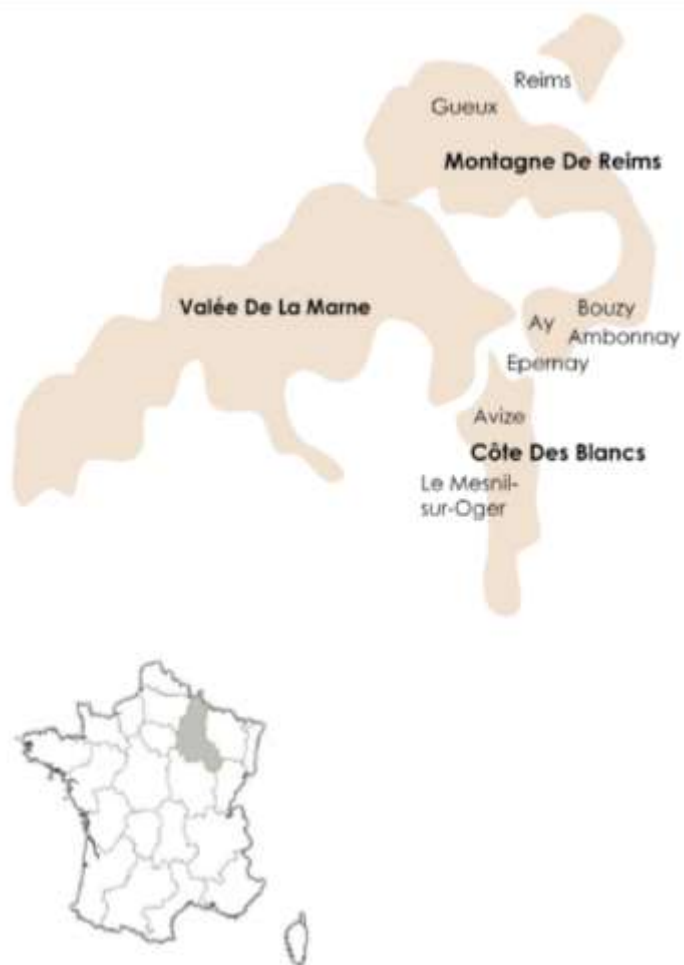 Reims
Gueux
Montagne De Reims
Valée De La Marne
Bouzy
Ay
Ambonnay
Epernay
Avize
Côte Des Blancs
Le Mesnil-
sur-Oger